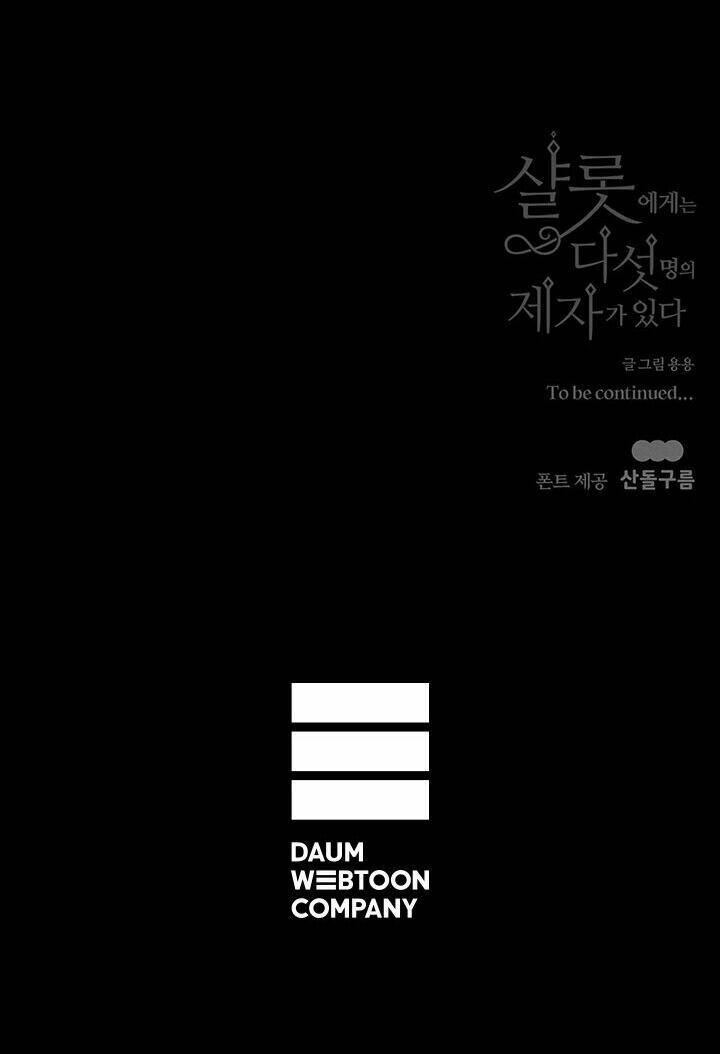 샬롯에게는
다섯명의
제자가 있다
글 그림 용용
To be continued...
폰트 제공 산돌구름
DAUM
WEBTOON
COMPANY